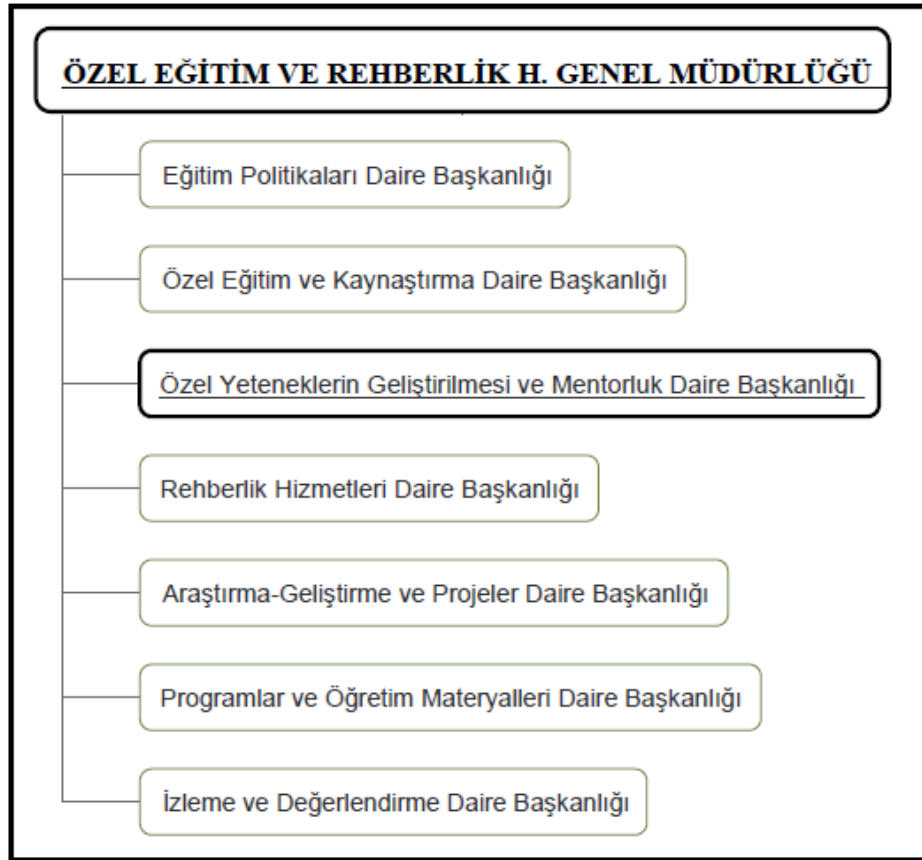 ÖZEL EĞİTİM VE REHBERLİK H. GENEL MÜDÜRLÜĞÜ
Eğitim Politikaları Daire Başkanlığı
Özel Eğitim ve Kaynaştırma Daire Başkanlığı
Özel Yeteneklerin Geliştirilmesi ve Mentorluk Daire Başkanlığı
Rehberlik Hizmetleri Daire Başkanlığı
Araştırma-Geliştirme ve Projeler Daire Başkanlığı
Programlar ve Öğretim Materyalleri Daire Başkanlığı
İzleme ve Değerlendirme Daire Başkanlığı